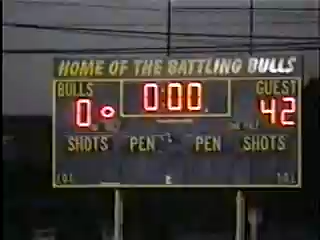 HOME OF THE BATTLING BULLS
BULLS GUEST
0 0:00 42
SHOTS PEN PEN SHOTS